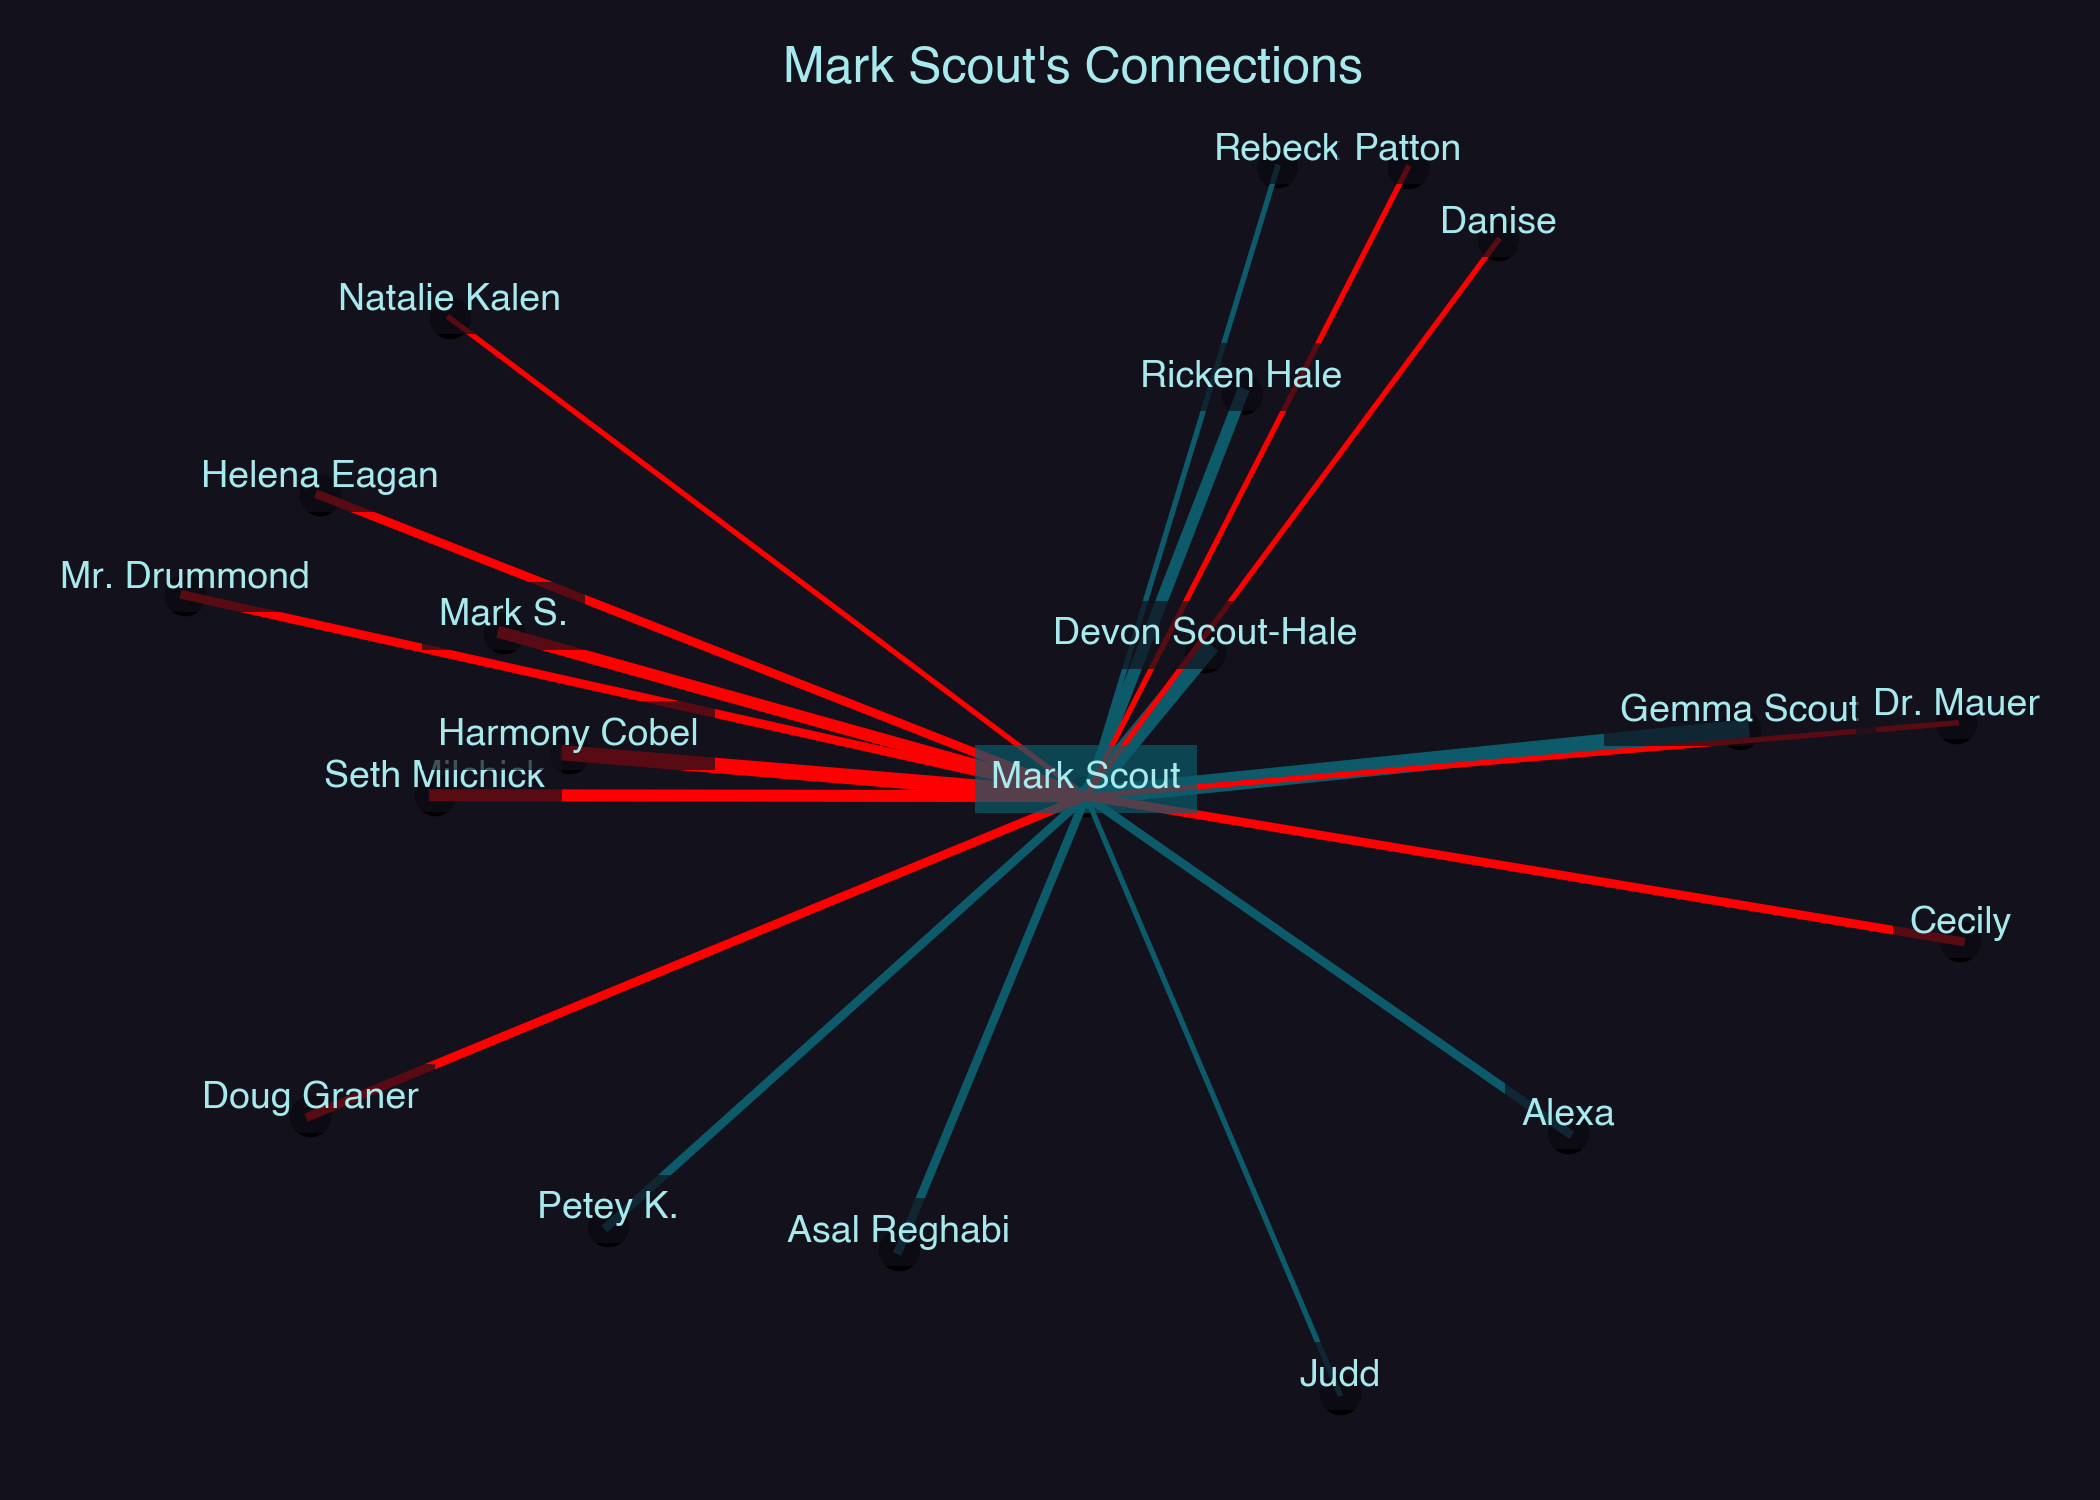 Mark Scout's Connections
Rebeck Patton
Danise
Natalie Kalen
Ricken Hale
Helena Eagan
Mr. Drummond
Mark S.
Devon Scout-Hale
Gemma Scout Dr. Mauer
Harmony Cobel
Seth Milchick
Mark Scout
Cecily
Doug Graner
Alexa
Petey K.
Asal Reghabi
Judd